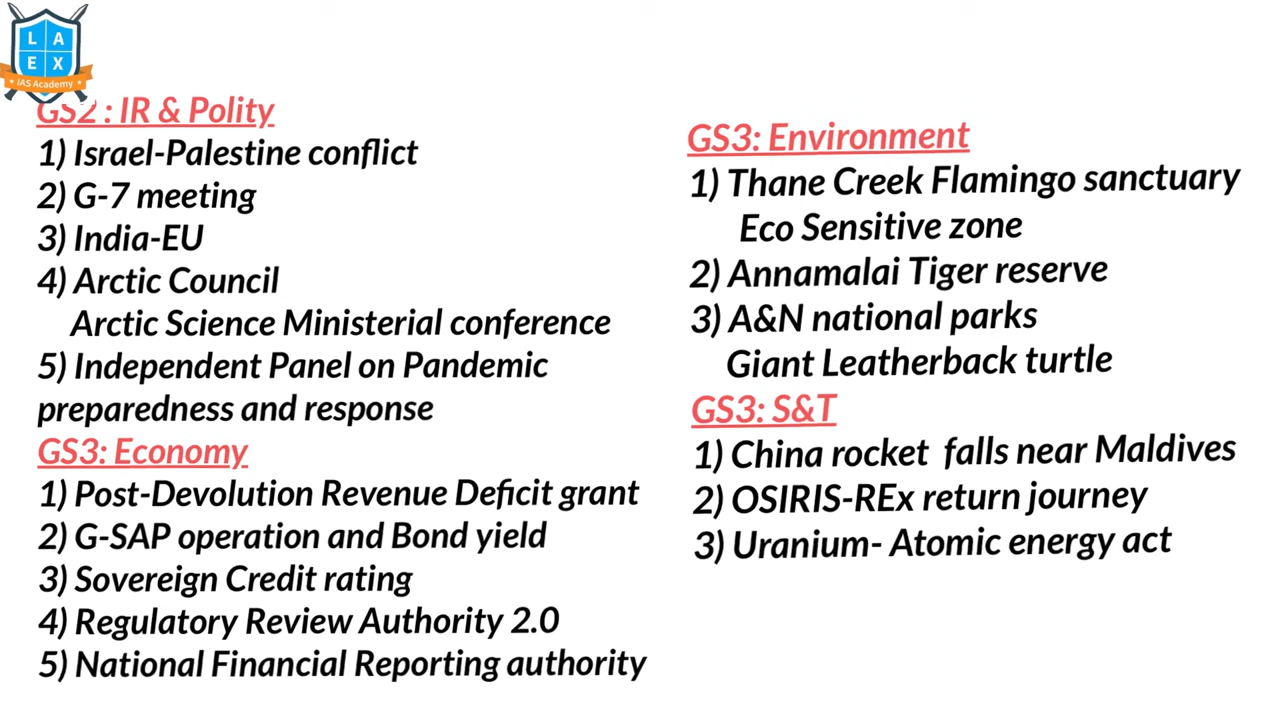 L A
E X
IAS Academy
GS2 : IR & Polity
1) Israel-Palestine conflict
2) G-7 meeting
3) India-EU
4) Arctic Council
Arctic Science Ministerial conference
5) Independent Panel on Pandemic
preparedness and response
GS3: Economy
1) Post-Devolution Revenue Deficit grant
2) G-SAP operation and Bond yield
3) Sovereign Credit rating
4) Regulatory Review Authority 2.0
5) National Financial Reporting authority
GS3: Environment
1) Thane Creek Flamingo sanctuary
Eco Sensitive zone
2) Annamalai Tiger reserve
3) A&N national parks
Giant Leatherback turtle
GS3: S&T
1) China rocket falls near Maldives
2) OSIRIS-REx return journey
3) Uranium- Atomic energy act